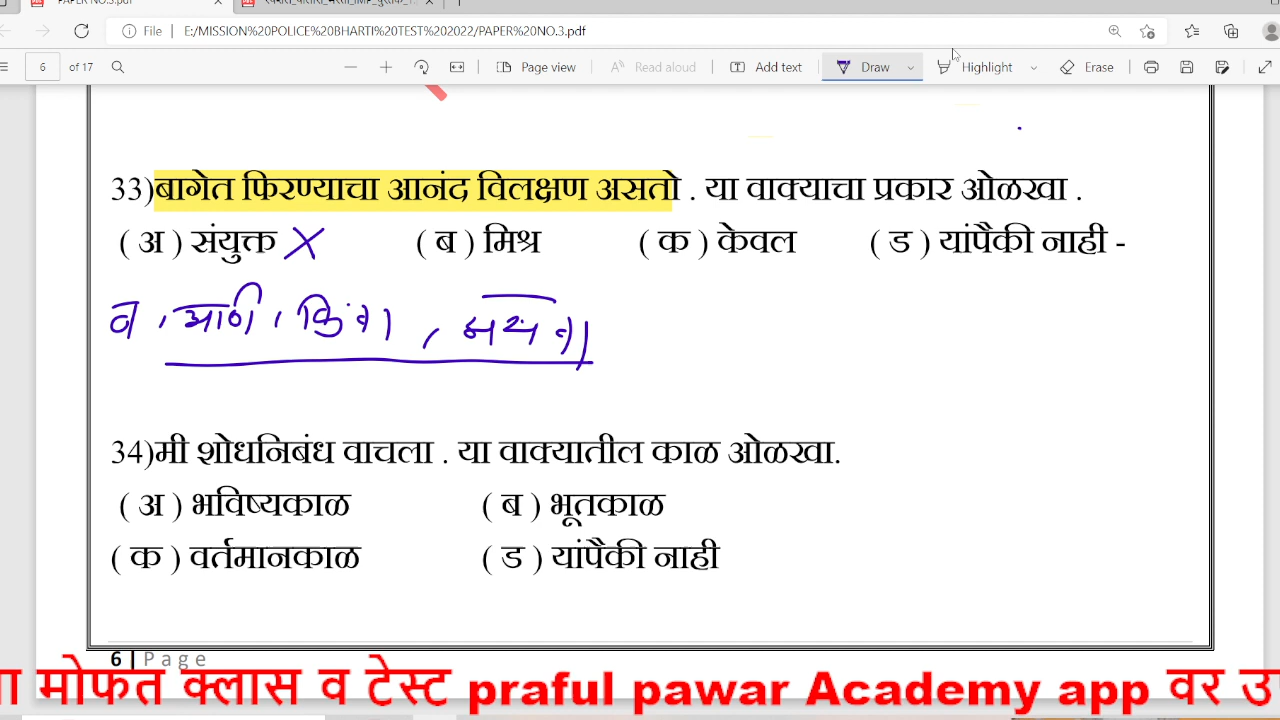 PAPER NO.3.pdf
File E:/MISSION%20POLICE%20BHARTI%20TEST%202022/PAPER%20NO.3.pdf
6 of 17 Page view Read aloud Add text Draw Highlight Erase
33)बागेत फिरण्याचा आनंद विलक्षण असतो . या वाक्याचा प्रकार ओळखा .
( अ ) संयुक्त X ( ब ) मिश्र ( क ) केवल ( ड ) यांपैकी नाही -
व , आणी , किंवा , अथवा
34)मी शोधनिबंध वाचला . या वाक्यातील काळ ओळखा.
( अ ) भविष्यकाळ ( ब ) भूतकाळ
( क ) वर्तमानकाळ ( ड ) यांपैकी नाही
6 | Page
मोफत क्लास व टेस्ट praful pawar Academy app वर